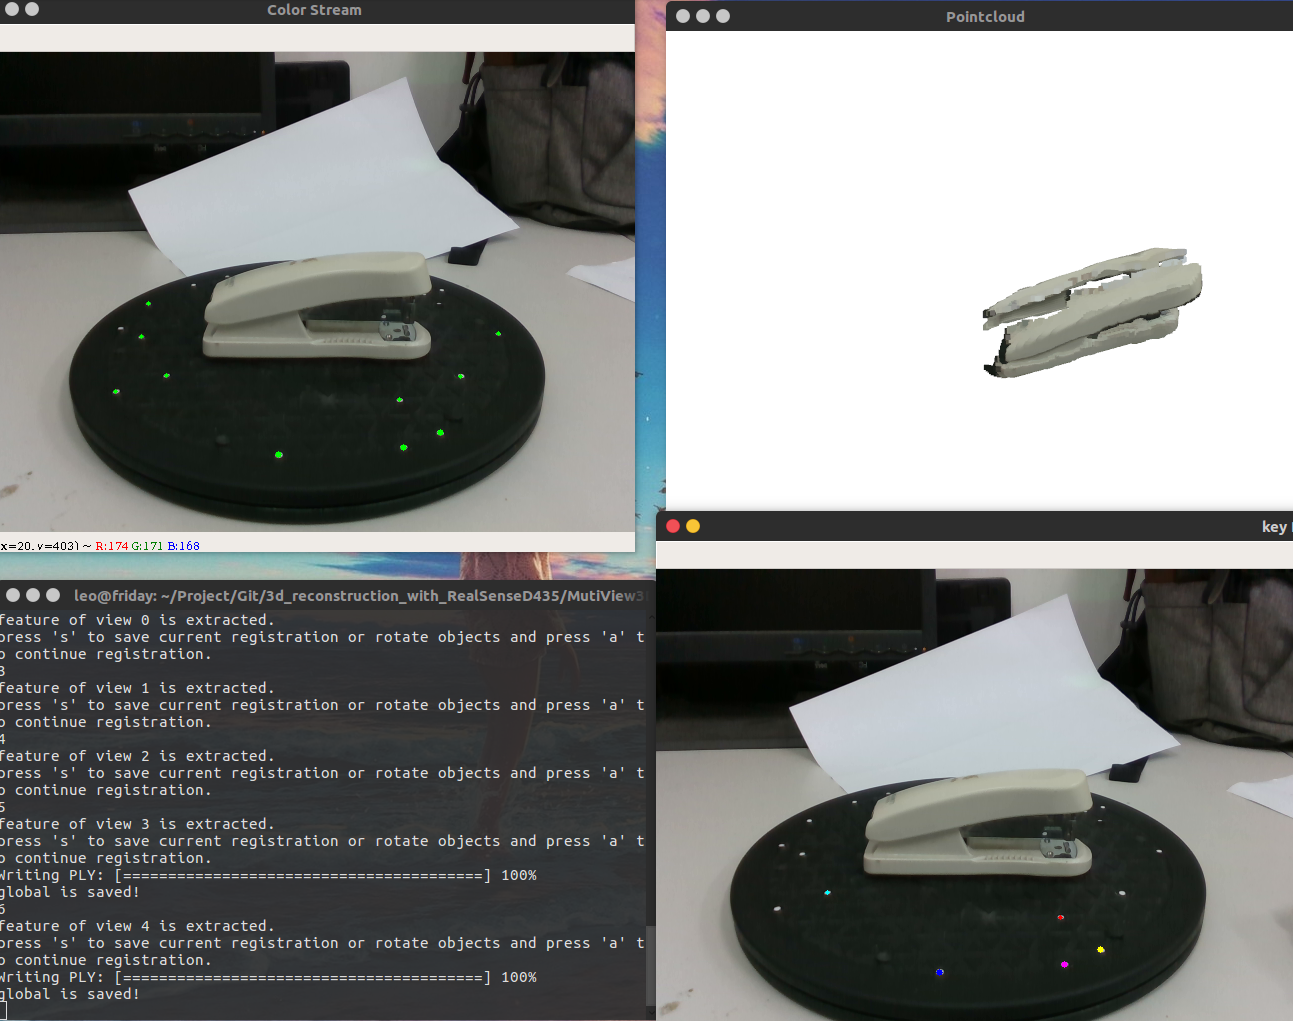 Color Stream
Pointcloud
x=20, y=403) ~ R:174 G:171 B:168
key
leo@friday: ~/Project/Git/3d_reconstruction_with_RealSenseD435/MutiView3
feature of view 0 is extracted.
press 's' to save current registration or rotate objects and press 'a' t
o continue registration.
3
feature of view 1 is extracted.
press 's' to save current registration or rotate objects and press 'a' t
o continue registration.
4
feature of view 2 is extracted.
press 's' to save current registration or rotate objects and press 'a' t
o continue registration.
5
feature of view 3 is extracted.
press 's' to save current registration or rotate objects and press 'a' t
o continue registration.
Writing PLY: [========================================] 100%
global is saved!
6
feature of view 4 is extracted.
press 's' to save current registration or rotate objects and press 'a' t
o continue registration.
Writing PLY: [========================================] 100%
global is saved!